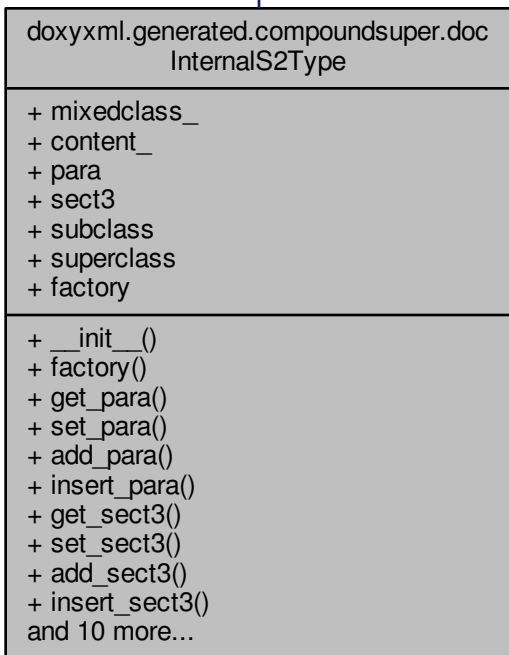 doxyxml.generated.compoundsuper.doc
InternalS2Type
+ mixedclass_
+ content_
+ para
+ sect3
+ subclass
+ superclass
+ factory
+ __init__()
+ factory()
+ get_para()
+ set_para()
+ add_para()
+ insert_para()
+ get_sect3()
+ set_sect3()
+ add_sect3()
+ insert_sect3()
and 10 more...